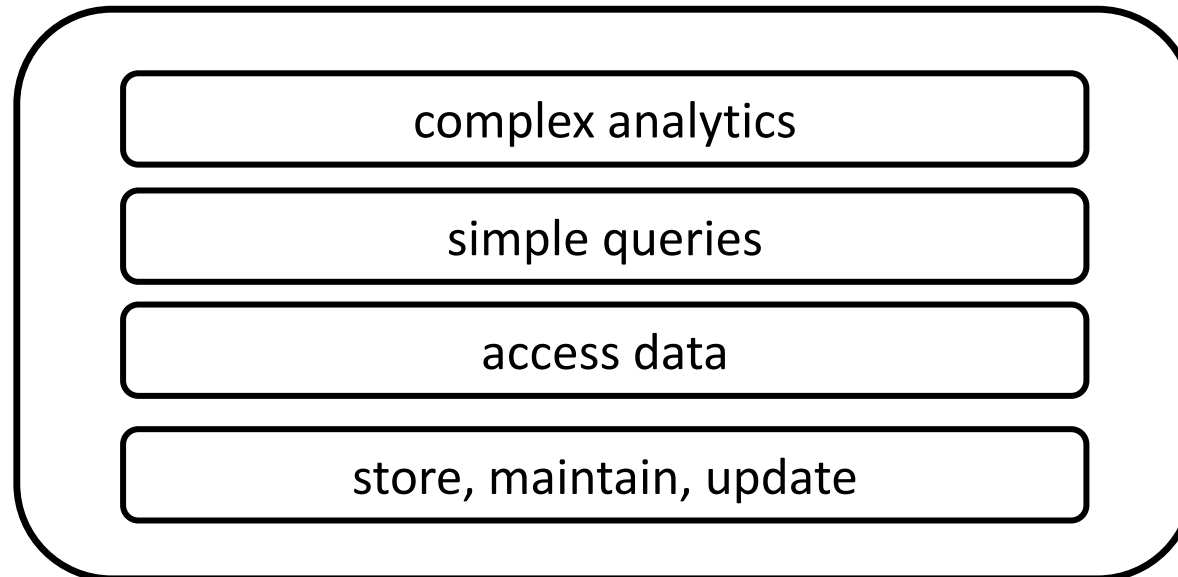 complex analytics
simple queries
access data
store, maintain, update